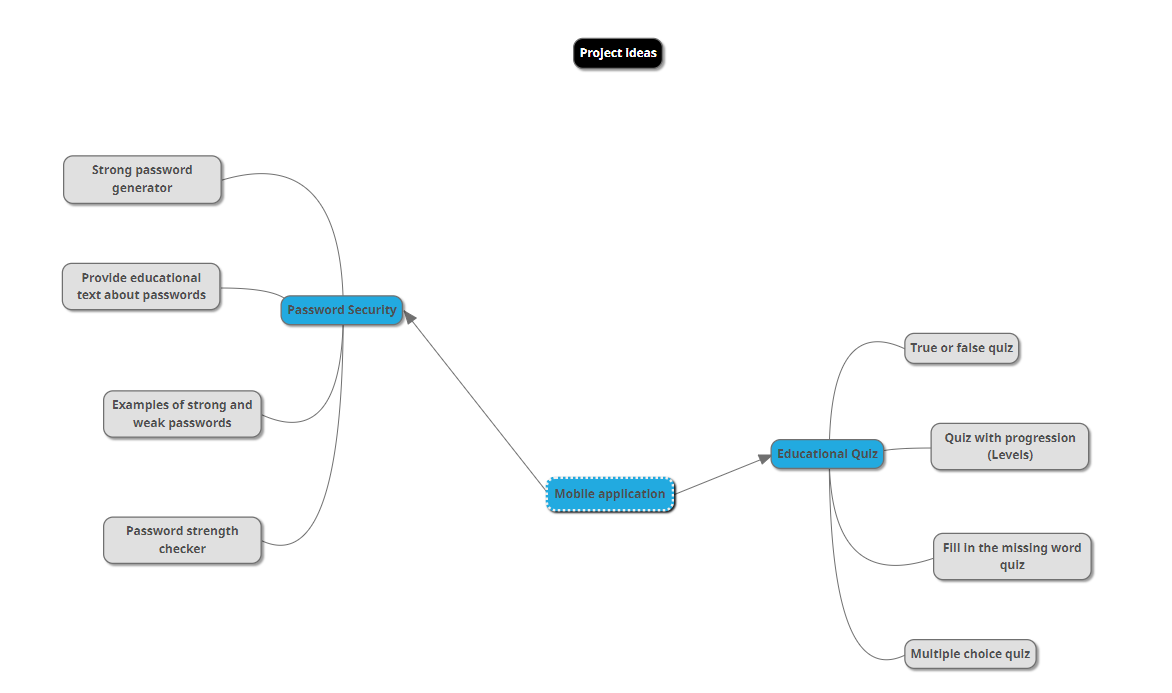 Project Ideas
Strong password
generator
Provide educational
text about passwords
Password Security
Examples of strong and
weak passwords
Password strength
checker
Mobile application
Educational Quiz
True or false quiz
Quiz with progression
(Levels)
Fill in the missing word
quiz
Multiple choice quiz